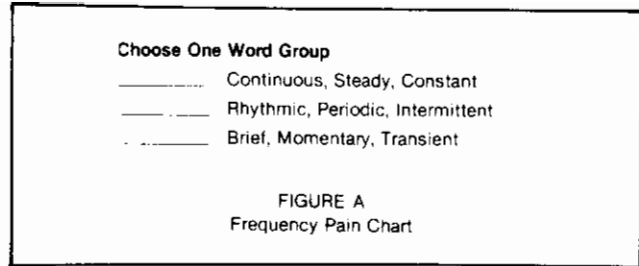 Choose One Word Group
Continuous, Steady, Constant
Rhythmic, Periodic, Intermittent
Brief, Momentary, Transient
FIGURE A
Frequency Pain Chart